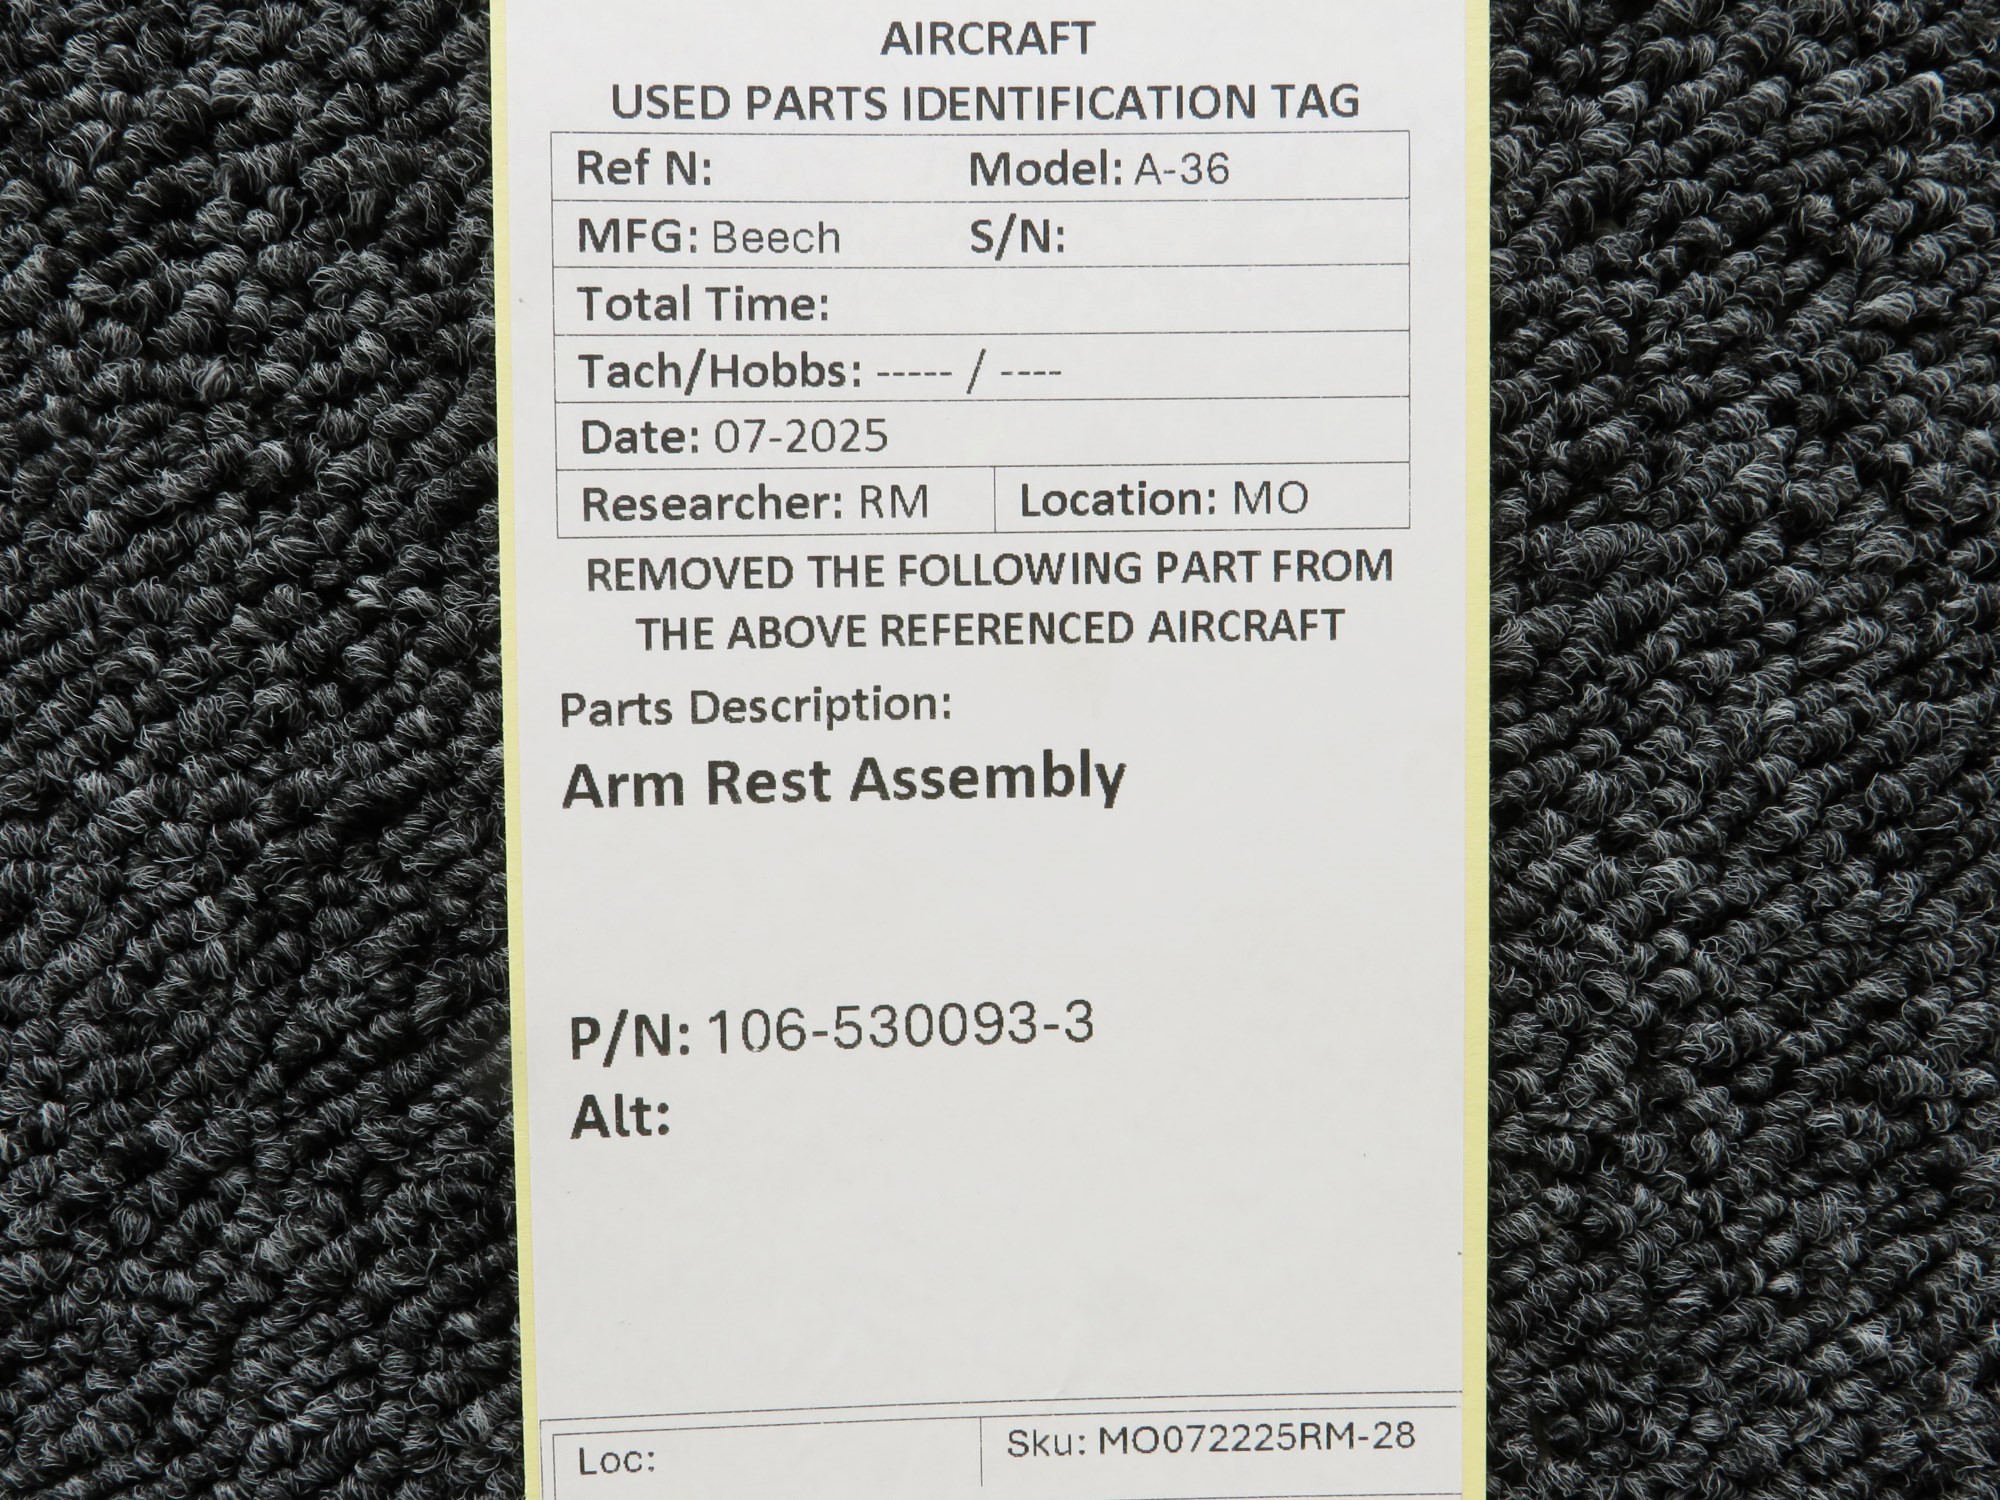 AIRCRAFT
USED PARTS IDENTIFICATION TAG
Ref N: Model: A-36
MFG: Beech S/N:
Total Time:
Tach/Hobbs: ----- / ----
Date: 07-2025
Researcher: RM Location: MO
REMOVED THE FOLLOWING PART FROM
THE ABOVE REFERENCED AIRCRAFT
Parts Description:
Arm Rest Assembly
P/N: 106-530093-3
Alt:
Loc: Sku: MO072225RM-28